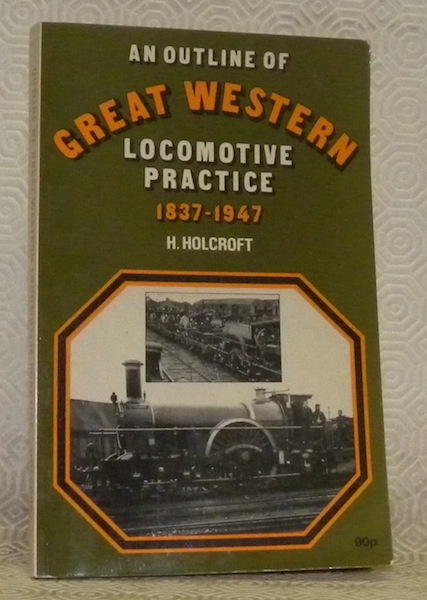 AN OUTLINE OF
GREAT WESTERN
LOCOMOTIVE
PRACTICE
1837-1947
H. HOLCROFT
90p